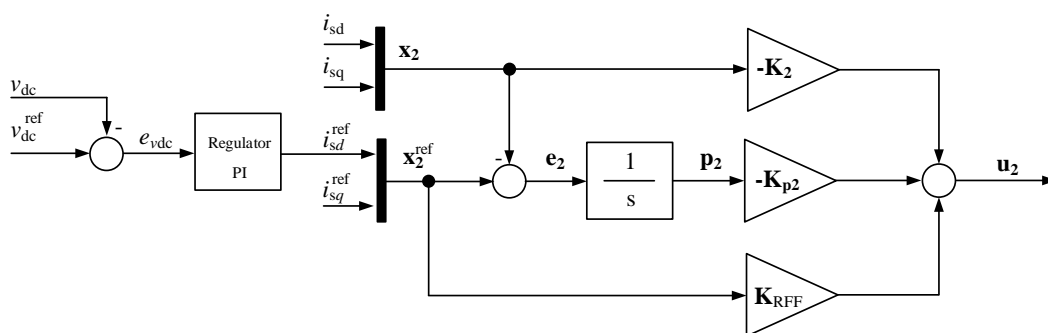 i_sd
x_2
i_sq
-K_2
v_dc
v_dc^ref
-
e_vdc
Regulator
PI
i_sd^ref
x_2^ref
i_sq^ref
-
e_2
1
s
p_2
-K_p2
u_2
K_RFF